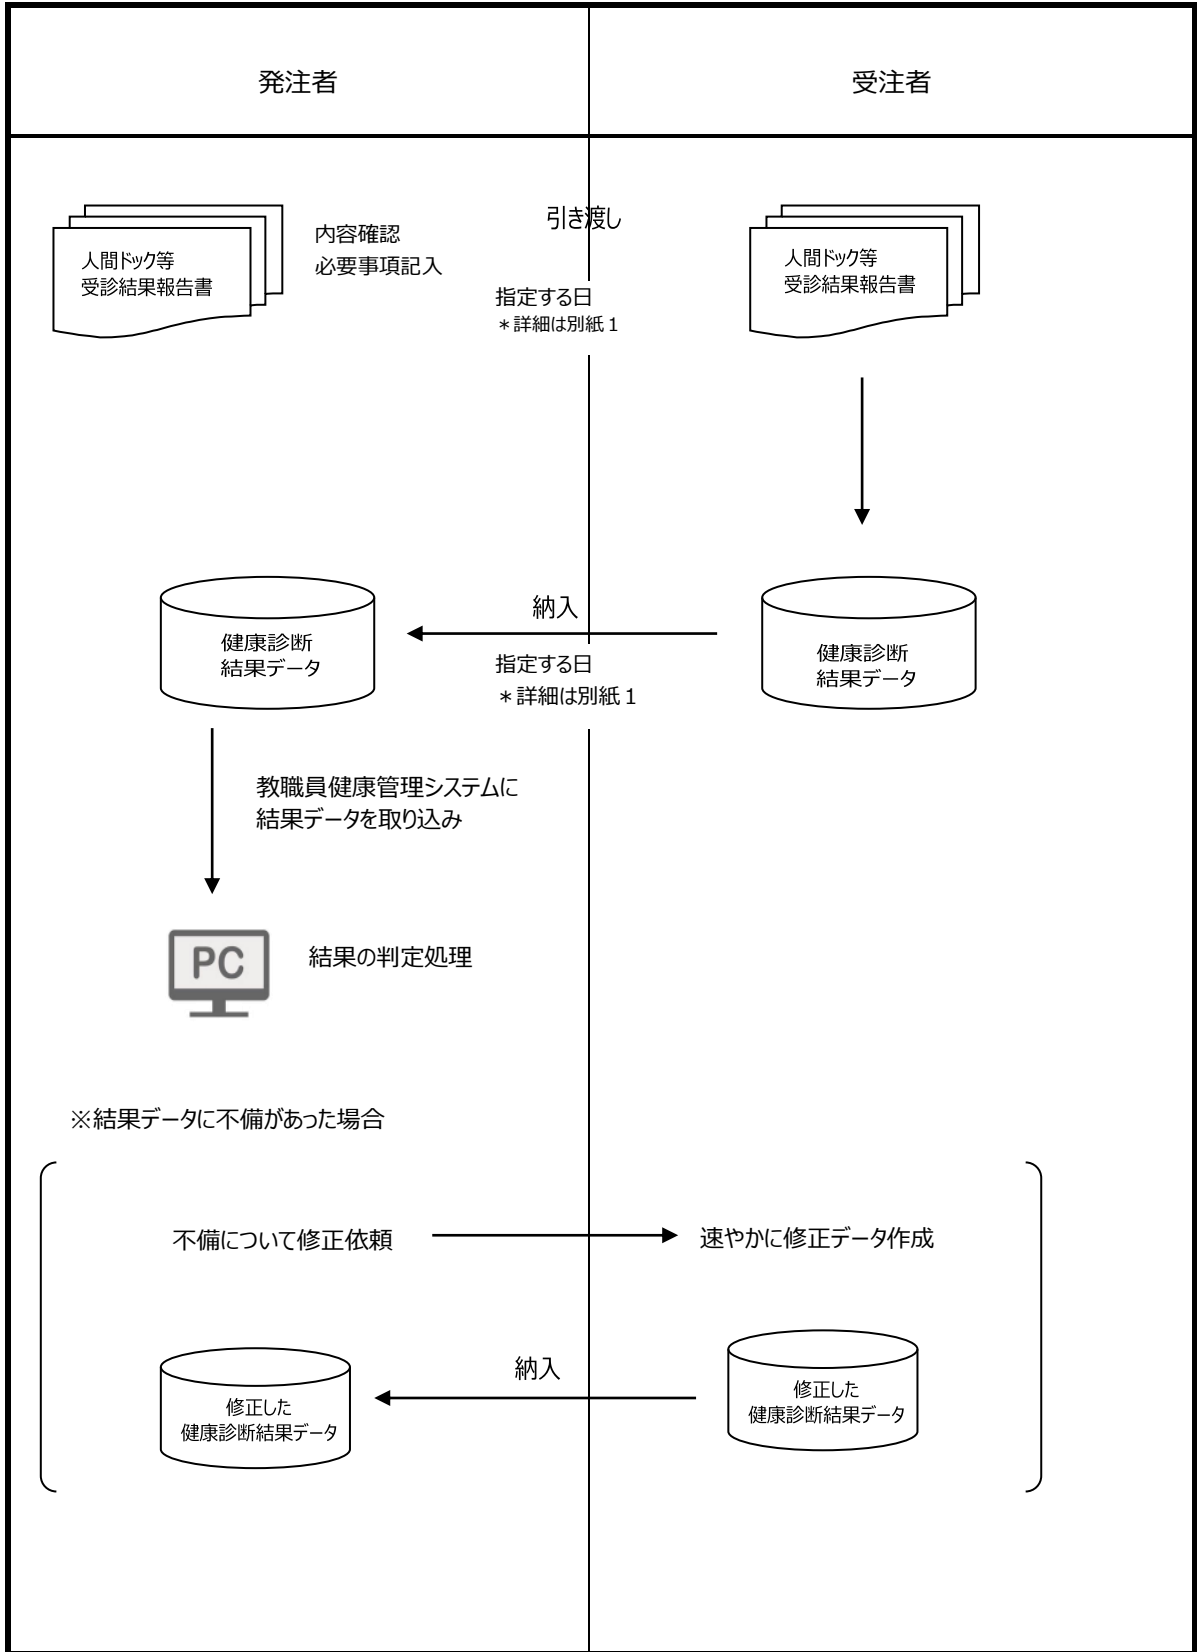 発注者
受注者
人間ドック等
受診結果報告書
内容確認
必要事項記入
引き渡し
指定する日
＊詳細は別紙１
人間ドック等
受診結果報告書
健康診断
結果データ
納入
指定する日
＊詳細は別紙１
健康診断
結果データ
教職員健康管理システムに
結果データを取り込み
PC
結果の判定処理
※結果データに不備があった場合
不備について修正依頼
速やかに修正データ作成
修正した
健康診断結果データ
納入
修正した
健康診断結果データ